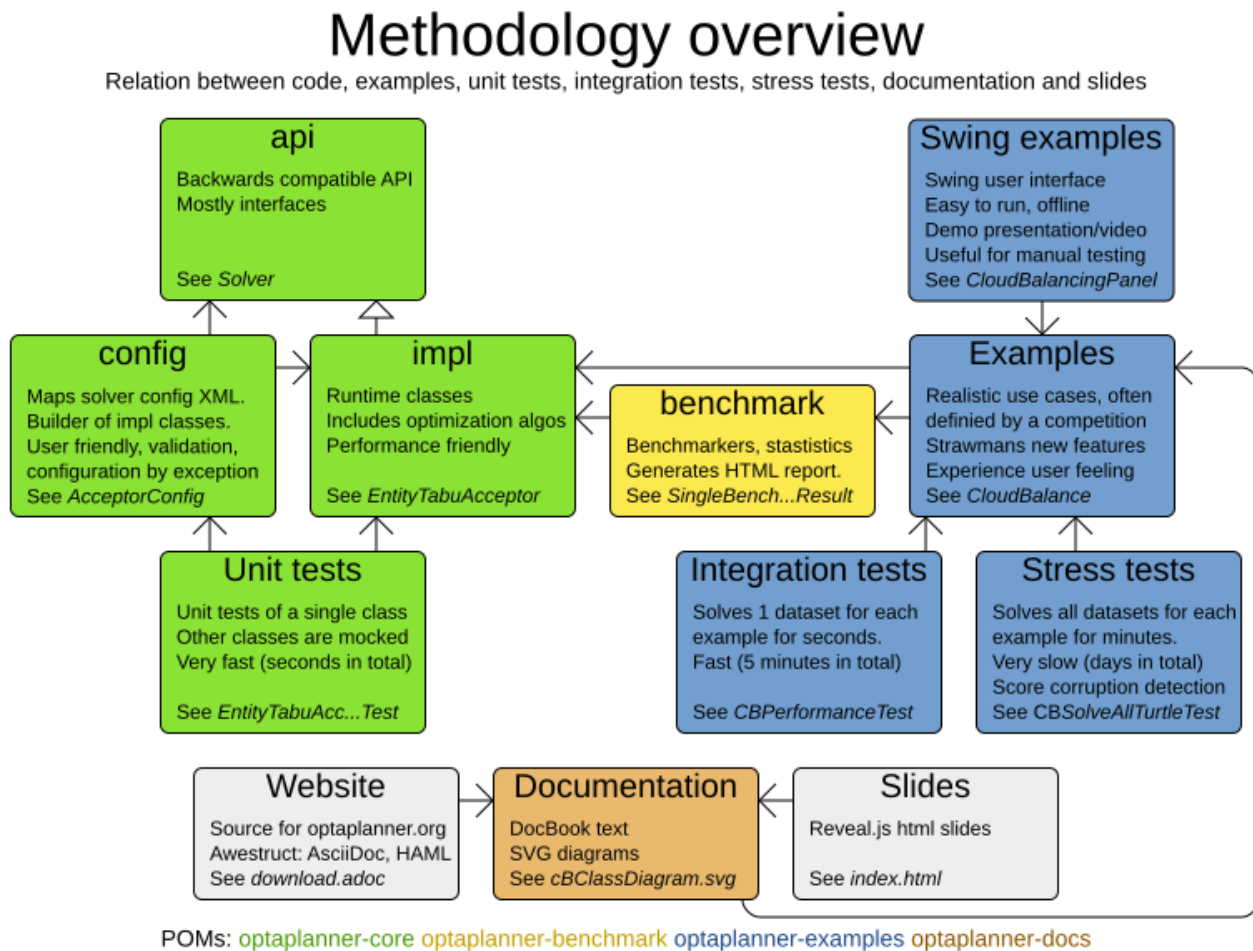 Methodology overview
Relation between code, examples, unit tests, integration tests, stress tests, documentation and slides
api
Backwards compatible API
Mostly interfaces
See Solver
Swing examples
Swing user interface
Easy to run, offline
Demo presentation/video
Useful for manual testing
See CloudBalancingPanel
config
Maps solver config XML.
Builder of impl classes.
User friendly, validation,
configuration by exception
See AcceptorConfig
impl
Runtime classes
Includes optimization algos
Performance friendly
See EntityTabuAcceptor
benchmark
Benchmarkers, stastistics
Generates HTML report.
See SingleBench...Result
Examples
Realistic use cases, often
definied by a competition
Strawmans new features
Experience user feeling
See CloudBalance
Unit tests
Unit tests of a single class
Other classes are mocked
Very fast (seconds in total)
See EntityTabuAcc...Test
Integration tests
Solves 1 dataset for each
example for seconds.
Fast (5 minutes in total)
See CBPerformanceTest
Stress tests
Solves all datasets for each
example for minutes.
Very slow (days in total)
Score corruption detection
See CBSolveAllTurtleTest
Website
Source for optaplanner.org
Awestruct: AsciiDoc, HAML
See download.adoc
Documentation
DocBook text
SVG diagrams
See cBClassDiagram.svg
Slides
Reveal.js html slides
See index.html
POMs: optaplanner-core optaplanner-benchmark optaplanner-examples optaplanner-docs